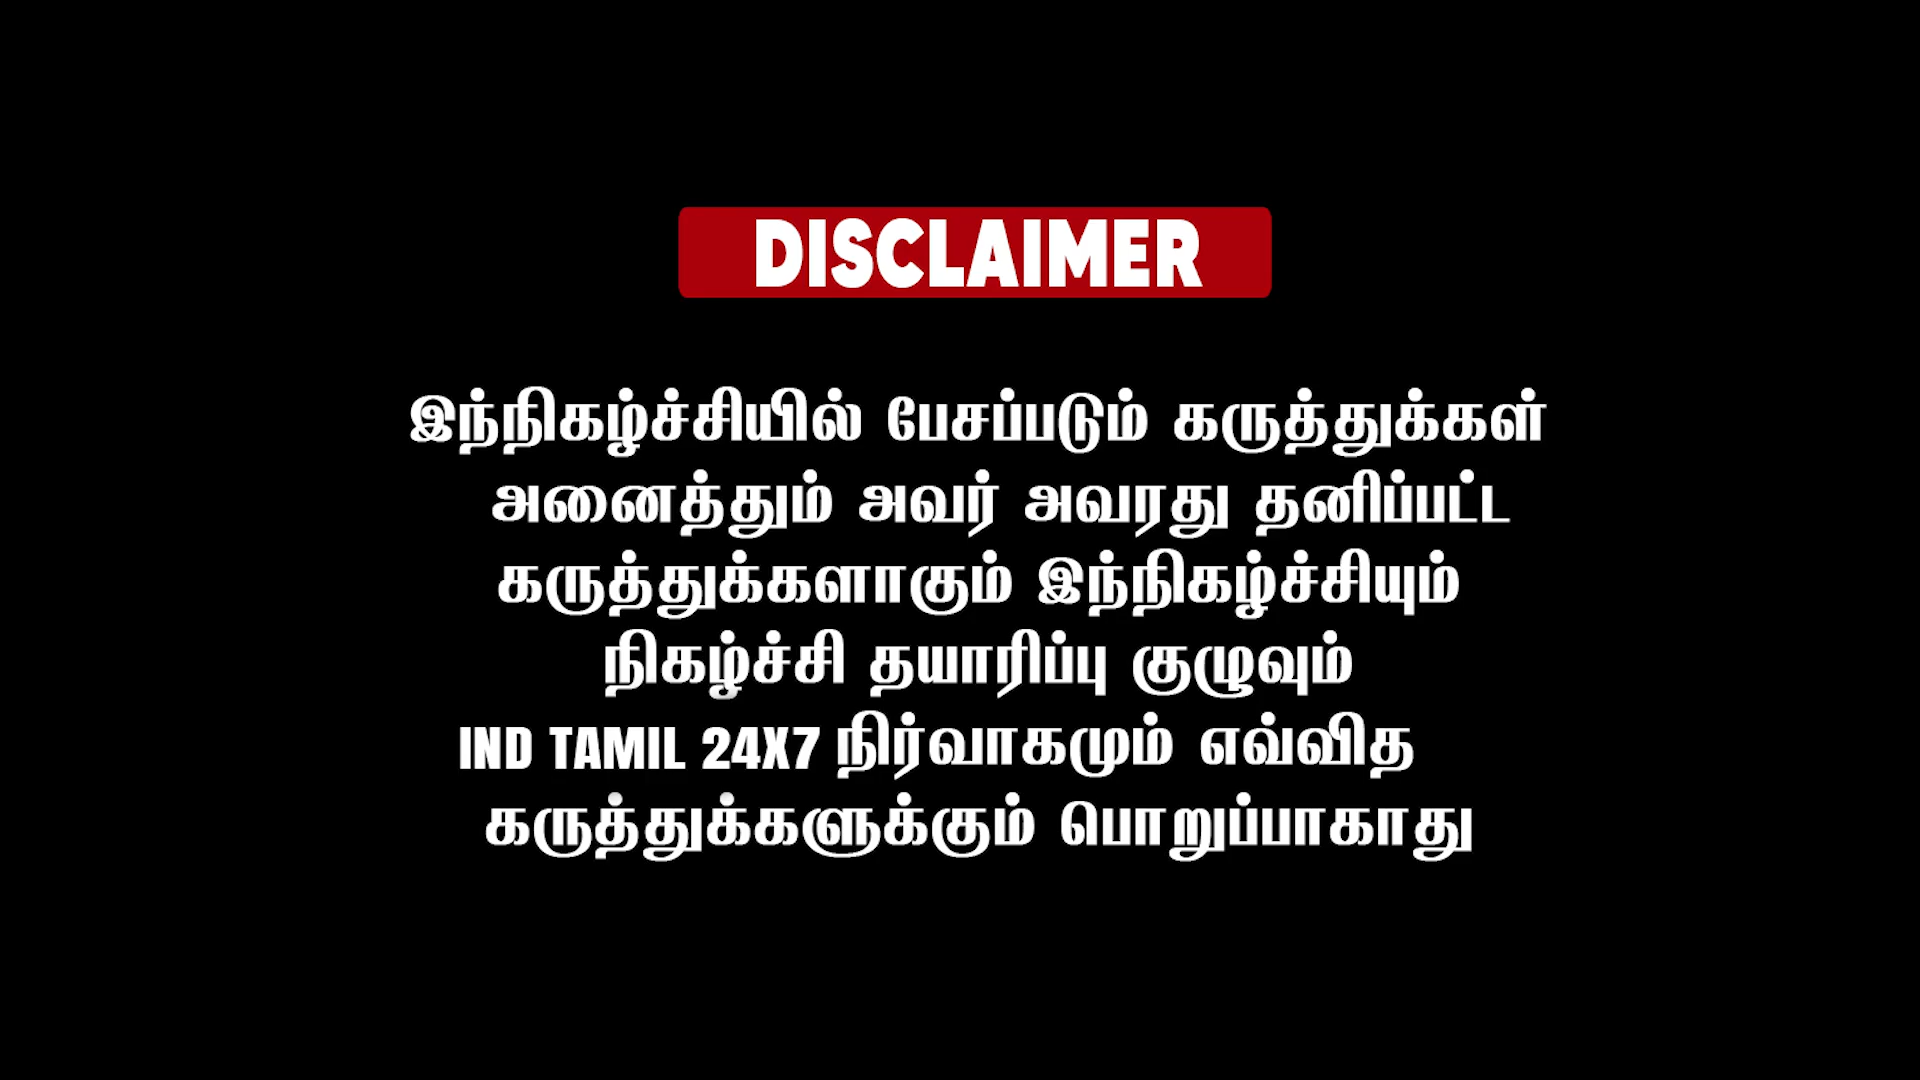 DISCLAIMER
இந்நிகழ்ச்சியில் பேசப்படும் கருத்துக்கள்
அனைத்தும் அவர் அவரது தனிப்பட்ட
கருத்துக்களாகும் இந்நிகழ்ச்சியும்
நிகழ்ச்சி தயாரிப்பு குழுவும்
IND TAMIL 24X7 நிர்வாகமும் எவ்வித
கருத்துக்களுக்கும் பொறுப்பாகாது